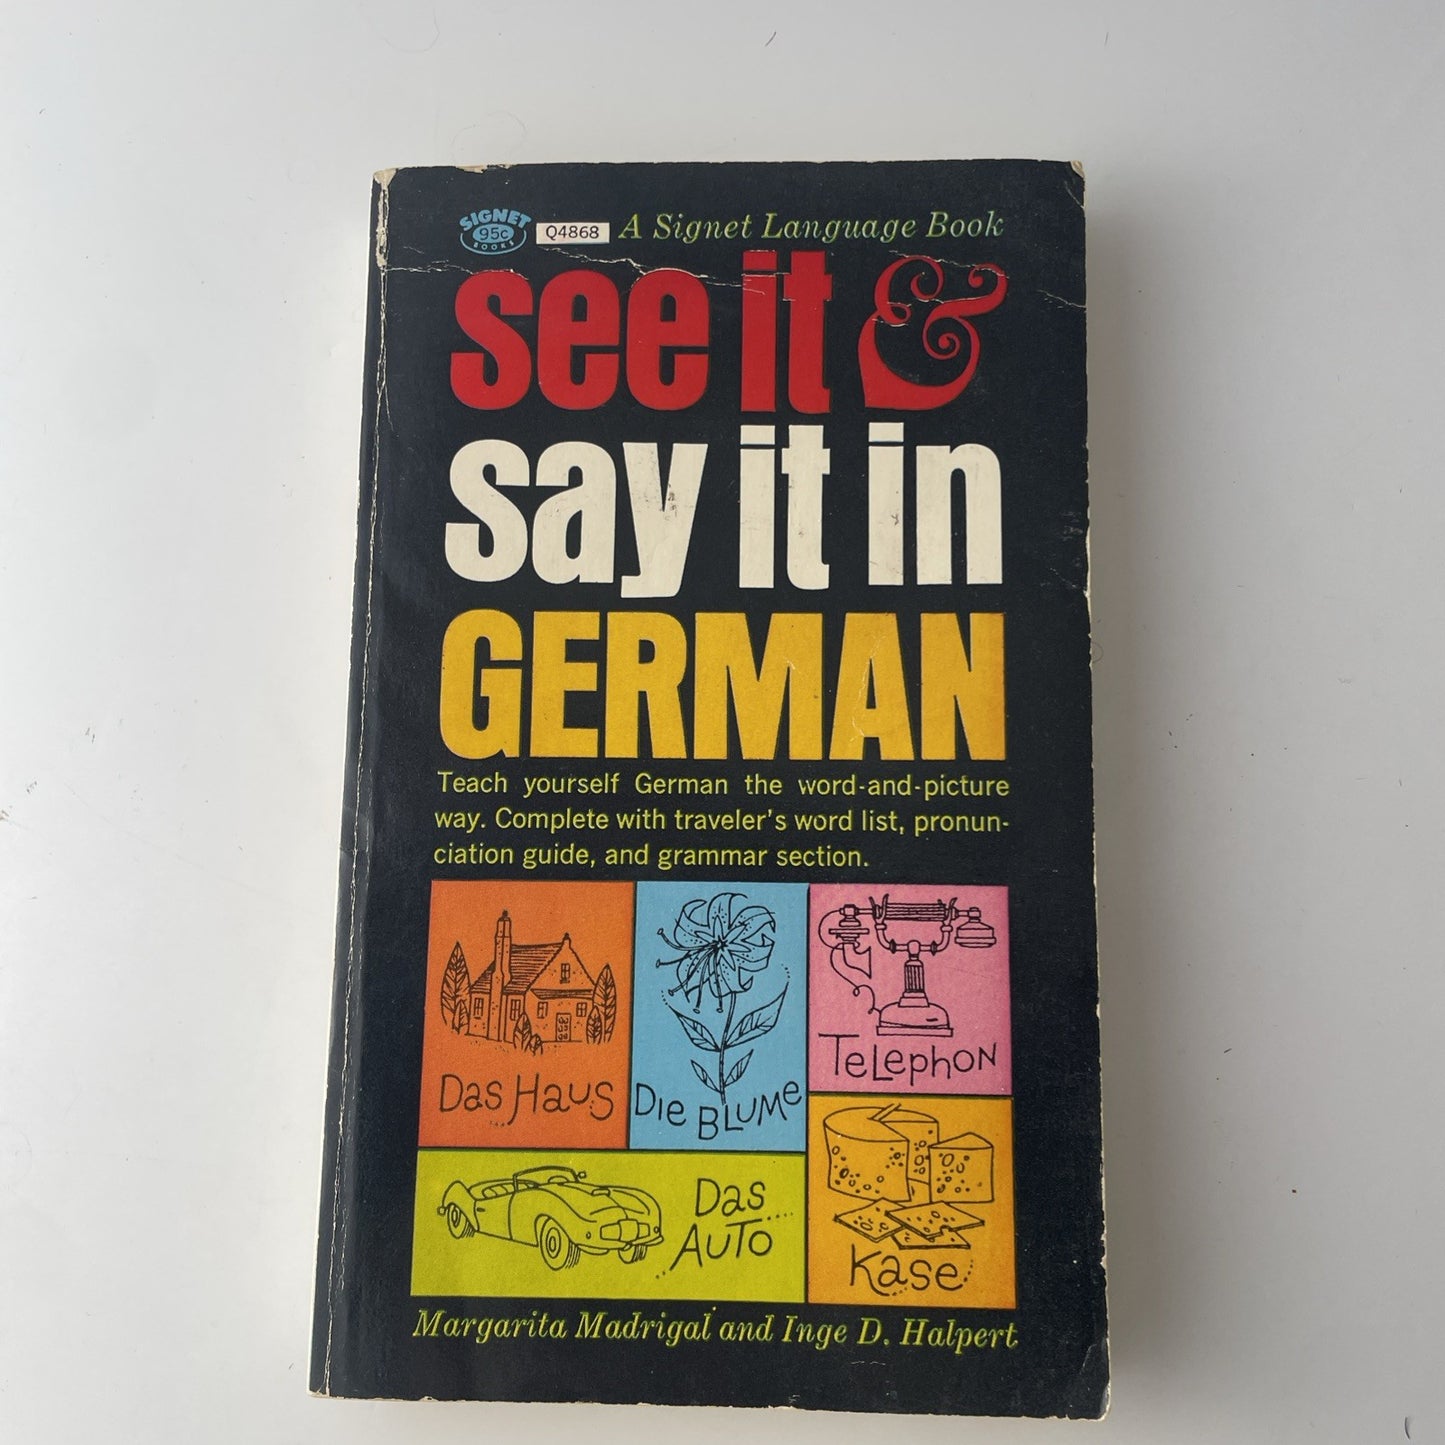 SIGNET
95c
BOOKS
Q4868
A Signet Language Book
see it &
say it in
GERMAN
Teach yourself German the word-and-picture
way. Complete with traveler's word list, pronun-
ciation guide, and grammar section.
Das Haus
Die BLUMe
TeLephon
Das
AuTo
Kase
Margarita Madrigal and Inge D. Halpert